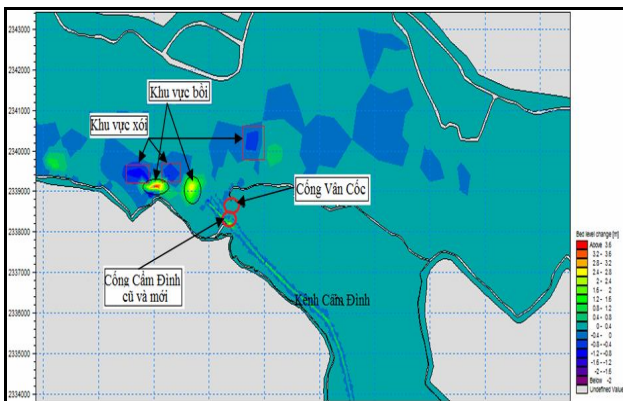 2343000
2342000
2341000
2340000
2339000
2338000
2337000
2336000
2335000
2334000
Khu vực bồi
Khu vực xói
Cống Vân Cốc
Cống Cẩm Đình
cũ và mới
Kênh Cẩm Đình
Bed level change [m]
Above 3.6
3.2 - 3.6
2.8 - 3.2
2.4 - 2.8
2 - 2.4
1.6 - 2
1.2 - 1.6
0.8 - 1.2
0.4 - 0.8
0 - 0.4
-0.4 - 0
-0.8 - -0.4
-1.2 - -0.8
-1.6 - -1.2
-2 - -1.6
Below -2
Undefined Value